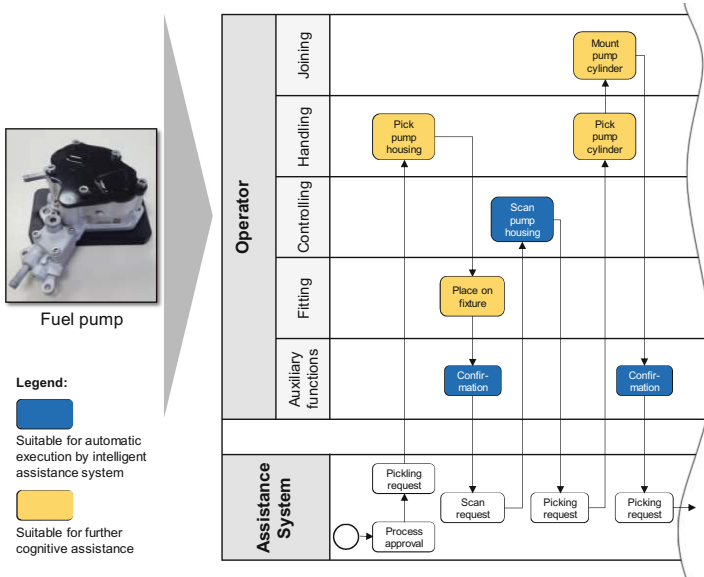 Fuel pump
Legend:
Suitable for automatic
execution by intelligent
assistance system
Suitable for further
cognitive assistance
Operator
Joining
Handling
Controlling
Fitting
Auxiliary
functions
Mount
pump
cylinder
Pick
pump
housing
Pick
pump
cylinder
Scan
pump
housing
Place on
fixture
Confir-
mation
Confir-
mation
Assistance
System
Pickling
request
Process
approval
Scan
request
Picking
request
Picking
request